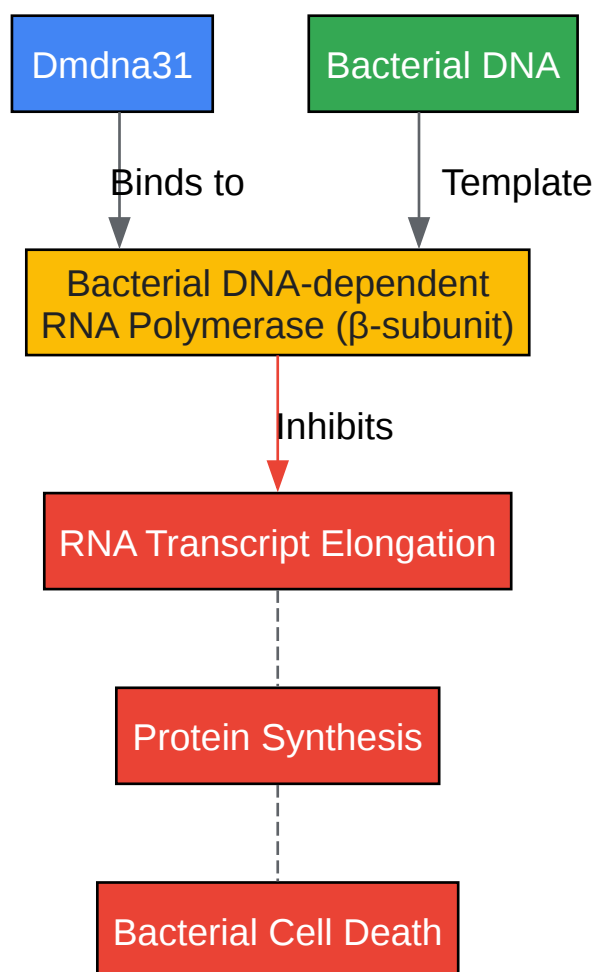 Dmdna31
Bacterial DNA
Binds to
Template
Bacterial DNA-dependent
RNA Polymerase (β-subunit)
Inhibits
RNA Transcript Elongation
Protein Synthesis
Bacterial Cell Death